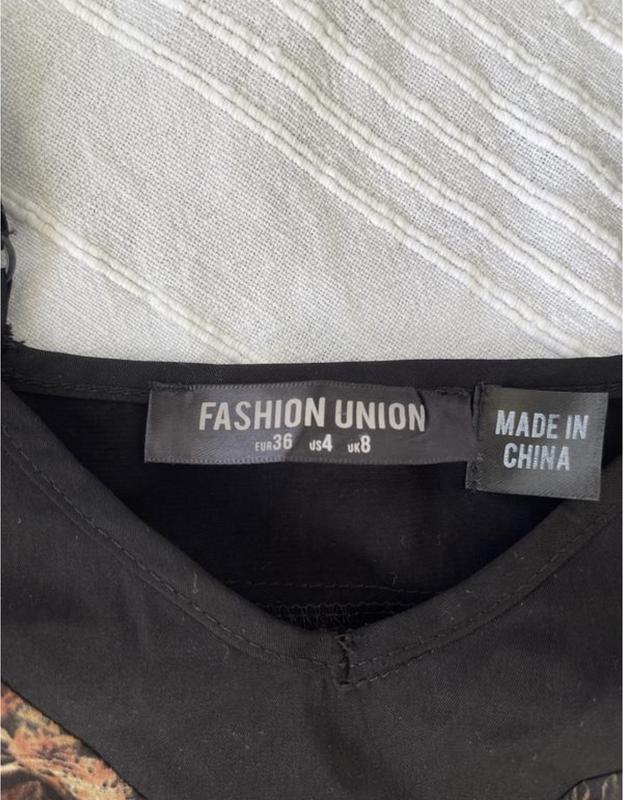 FASHION UNION
EUR36 US4 UK8
MADE IN
CHINA